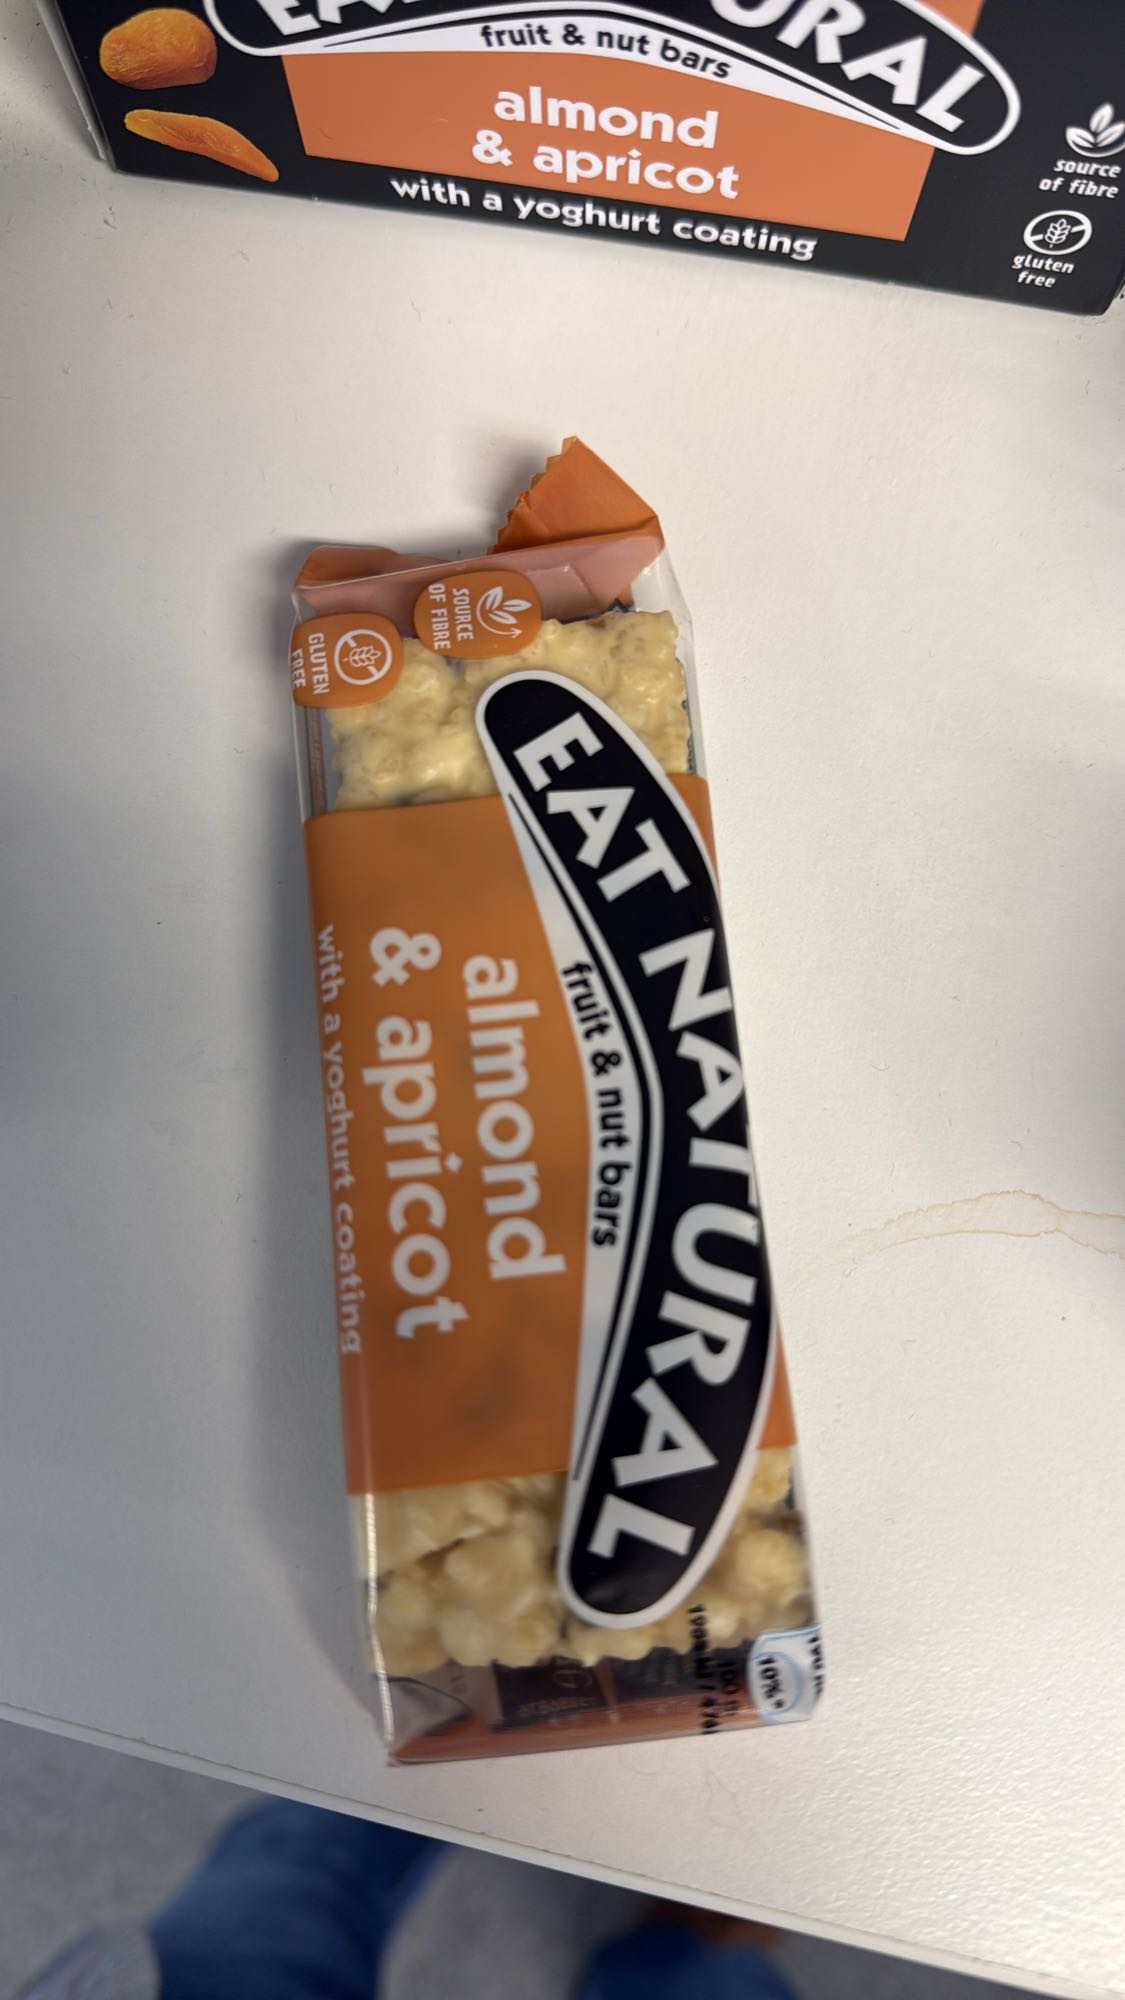 fruit & nut bars
almond
& apricot
with a yoghurt coating
source
of fibre
gluten
free
SOURCE
OF FIBRE
GLUTEN
FREE
EAT NATURAL
fruit & nut bars
almond
& apricot
with a yoghurt coating
10%*